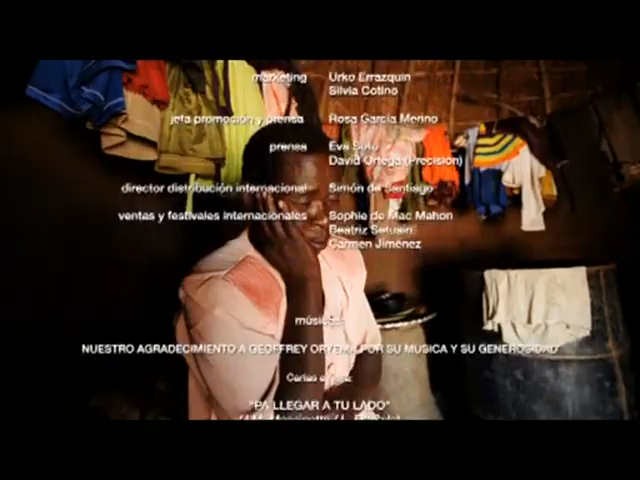 marketing Urko Errazquin
Silvia Cotino
jefa promoción y prensa Rosa García Merino
prensa Eva Soto
David Ortega (Precisión)
director distribución internacional Simón de Santiago
ventas y festivales internacionales Sophie de Mac Mahon
Beatriz Setuain
Carmen Jiménez
músicas
NUESTRO AGRADECIMIENTO A GEOFFREY ORYEMA POR SU MÚSICA Y SU GENEROSIDAD
Cartas a
"PA LLEGAR A TU LADO"